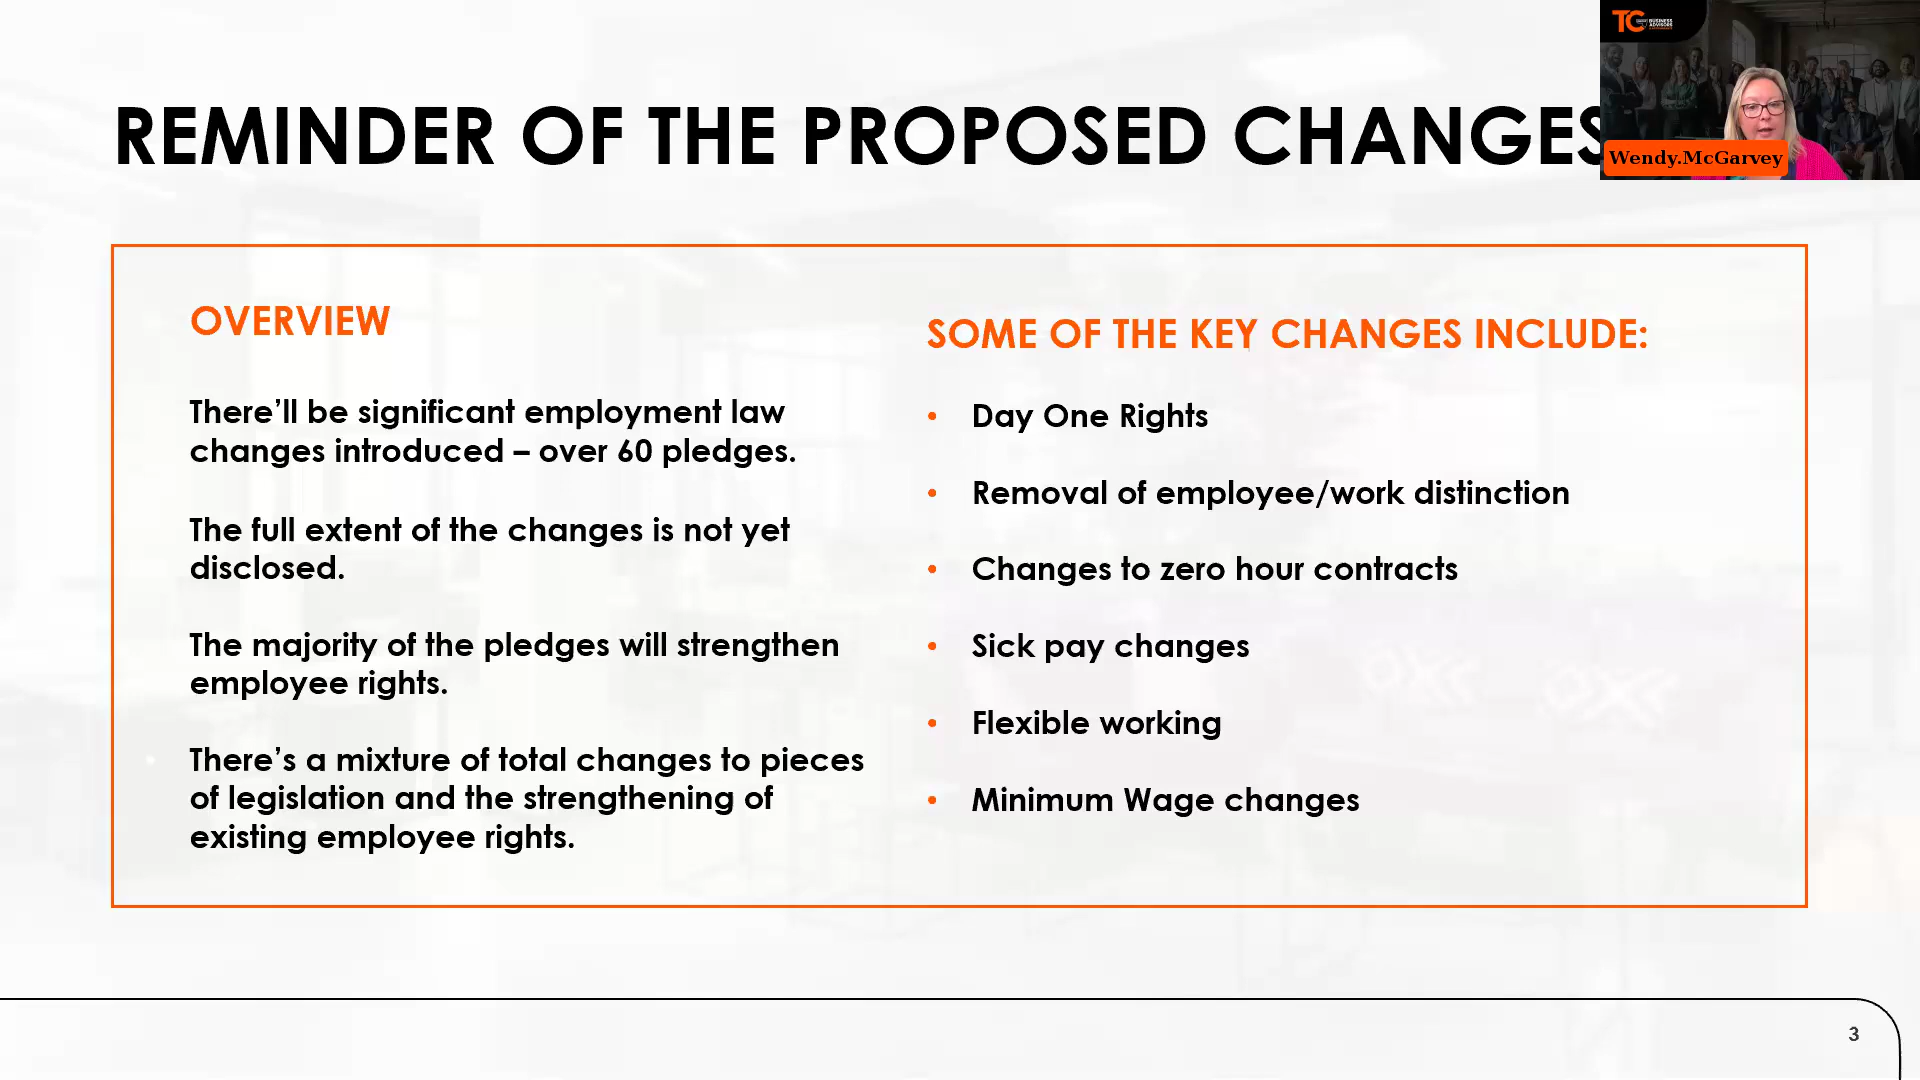 REMINDER OF THE PROPOSED CHANGES
TC BUSINESS
ADVISORS
Wendy.McGarvey
OVERVIEW
There’ll be significant employment law
changes introduced – over 60 pledges.
The full extent of the changes is not yet
disclosed.
The majority of the pledges will strengthen
employee rights.
There’s a mixture of total changes to pieces
of legislation and the strengthening of
existing employee rights.
SOME OF THE KEY CHANGES INCLUDE:
• Day One Rights
• Removal of employee/work distinction
• Changes to zero hour contracts
• Sick pay changes
• Flexible working
• Minimum Wage changes
3